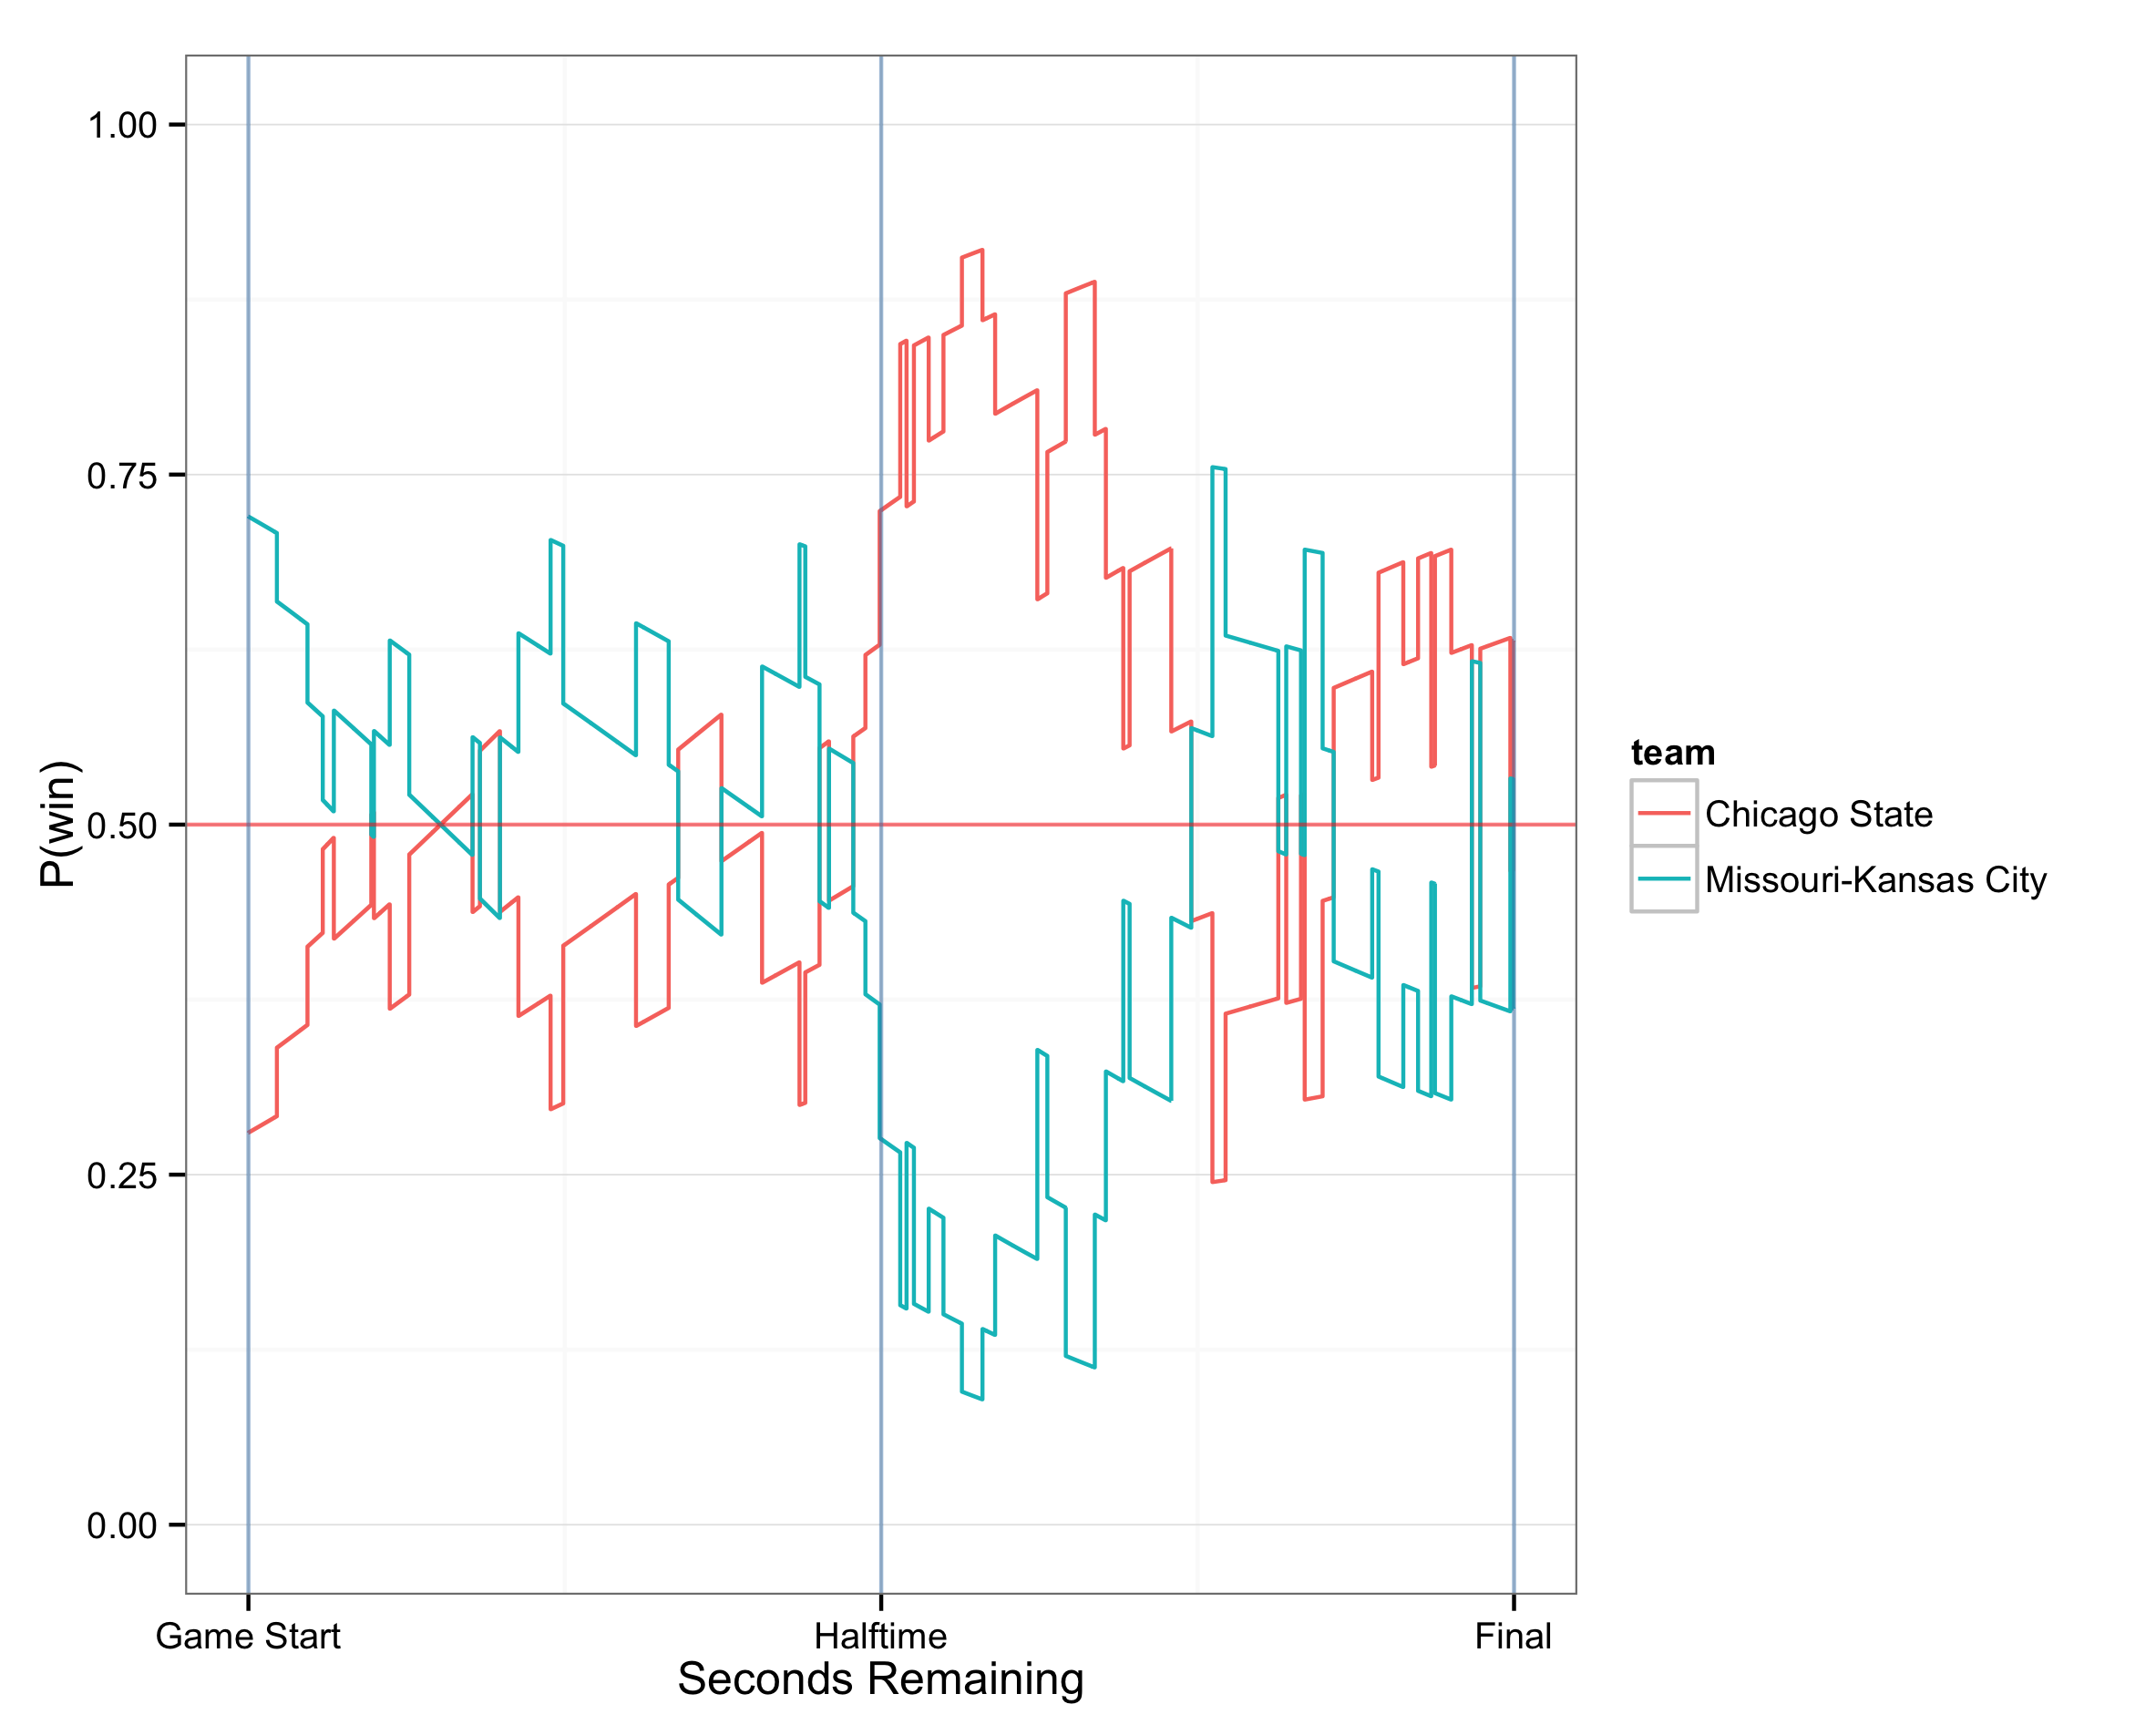 1.00
0.75
0.50
0.25
0.00
P(win)
Game Start
Halftime
Final
Seconds Remaining
team
Chicago State
Missouri-Kansas City